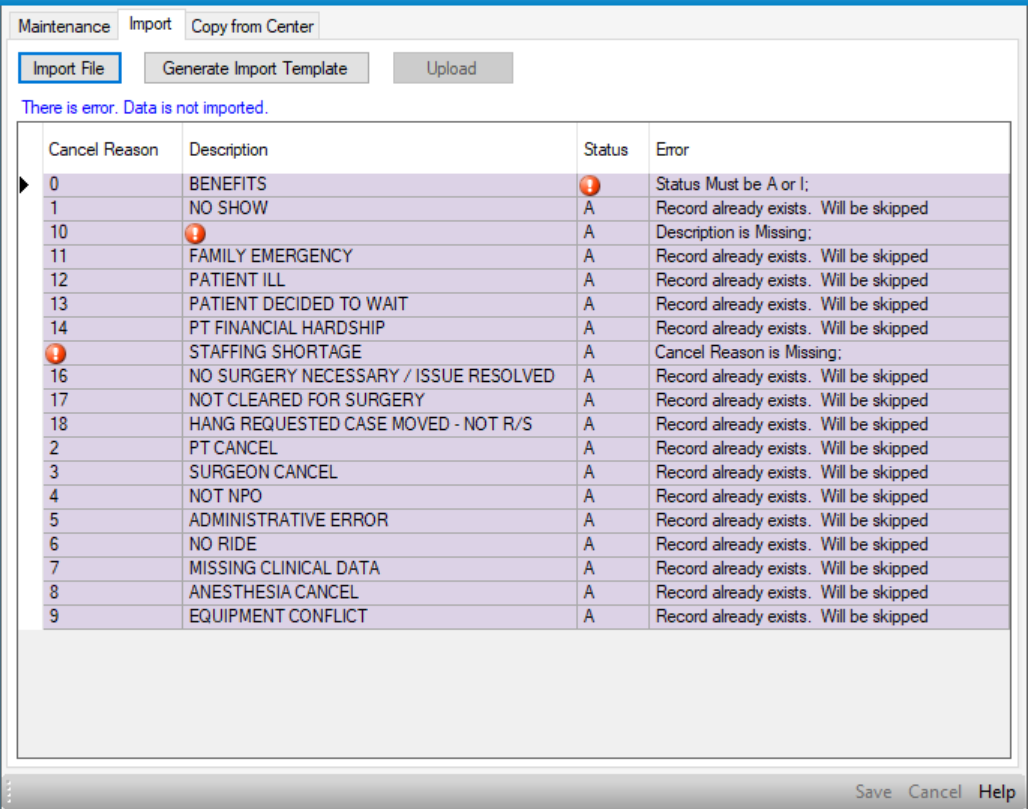 Maintenance Import Copy from Center
Import File Generate Import Template Upload
There is error. Data is not imported.
Cancel Reason Description Status Error
0 BENEFITS Status Must be A or I;
1 NO SHOW A Record already exists. Will be skipped
10 A Description is Missing;
11 FAMILY EMERGENCY A Record already exists. Will be skipped
12 PATIENT ILL A Record already exists. Will be skipped
13 PATIENT DECIDED TO WAIT A Record already exists. Will be skipped
14 PT FINANCIAL HARDSHIP A Record already exists. Will be skipped
STAFFING SHORTAGE A Cancel Reason is Missing;
16 NO SURGERY NECESSARY / ISSUE RESOLVED A Record already exists. Will be skipped
17 NOT CLEARED FOR SURGERY A Record already exists. Will be skipped
18 HANG REQUESTED CASE MOVED - NOT R/S A Record already exists. Will be skipped
2 PT CANCEL A Record already exists. Will be skipped
3 SURGEON CANCEL A Record already exists. Will be skipped
4 NOT NPO A Record already exists. Will be skipped
5 ADMINISTRATIVE ERROR A Record already exists. Will be skipped
6 NO RIDE A Record already exists. Will be skipped
7 MISSING CLINICAL DATA A Record already exists. Will be skipped
8 ANESTHESIA CANCEL A Record already exists. Will be skipped
9 EQUIPMENT CONFLICT A Record already exists. Will be skipped
Save Cancel Help